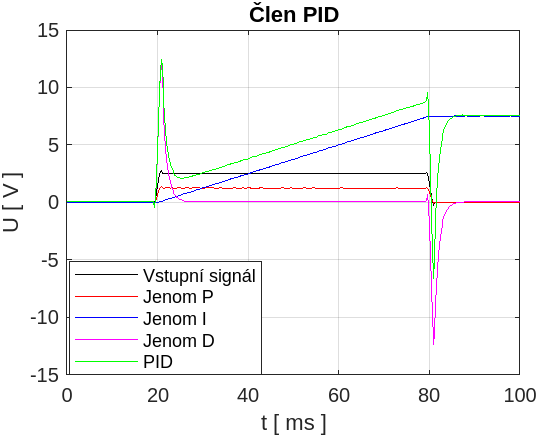 Člen PID
15
10
5
0
-5
-10
-15
U [ V ]
Vstupní signál
Jenom P
Jenom I
Jenom D
PID
0 20 40 60 80 100
t [ ms ]